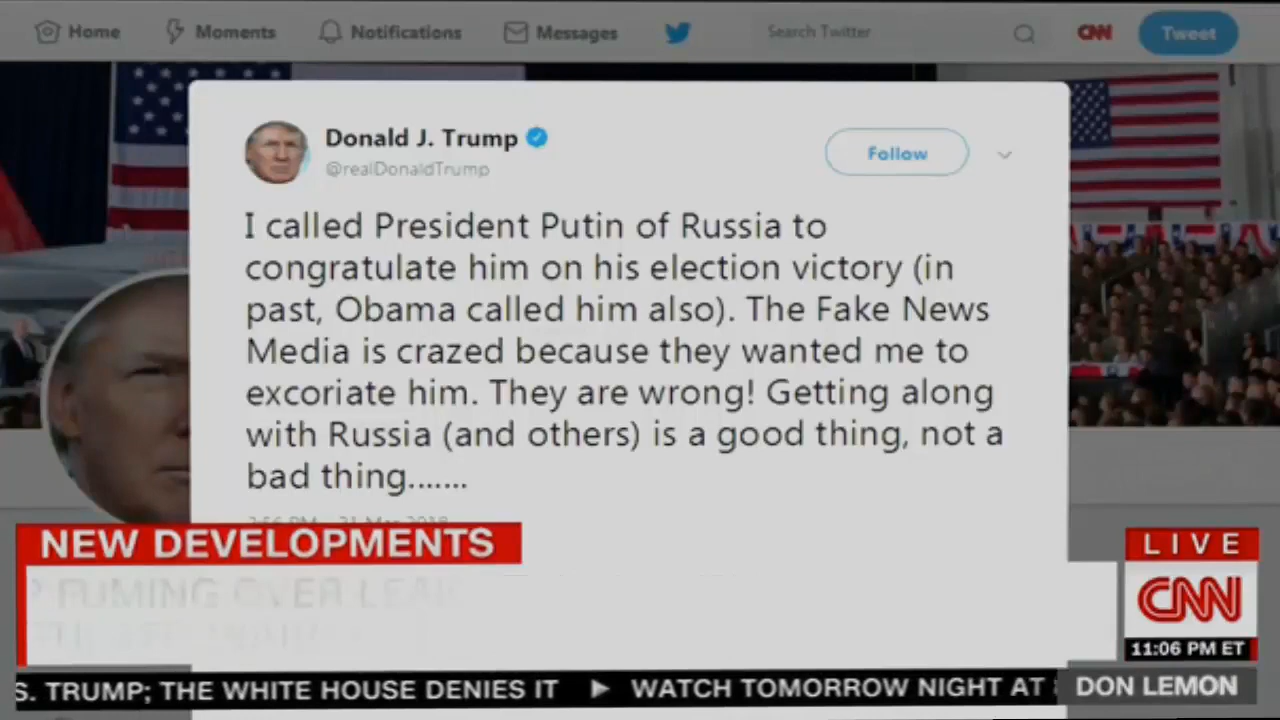 Home Moments Notifications Messages Search Twitter CNN Tweet
Donald J. Trump
@realDonaldTrump
Follow
I called President Putin of Russia to
congratulate him on his election victory (in
past, Obama called him also). The Fake News
Media is crazed because they wanted me to
excoriate him. They are wrong! Getting along
with Russia (and others) is a good thing, not a
bad thing.......
NEW DEVELOPMENTS
FUMING OVER
LIVE
CNN
11:06 PM ET
S. TRUMP; THE WHITE HOUSE DENIES IT ▶ WATCH TOMORROW NIGHT AT
DON LEMON